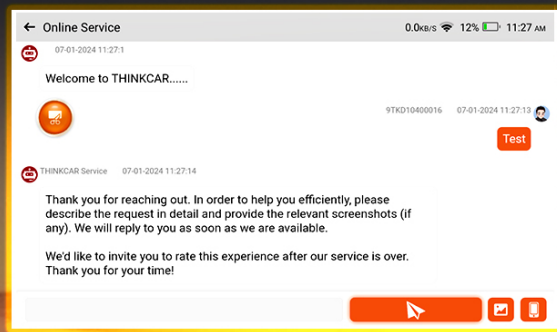 Online Service
0.0KB/S 12% 11:27 AM
07-01-2024 11:27:1
Welcome to THINKCAR......
9TKD10400016 07-01-2024 11:27:13
Test
THINKCAR Service 07-01-2024 11:27:14
Thank you for reaching out. In order to help you efficiently, please
describe the request in detail and provide the relevant screenshots (if
any). We will reply to you as soon as we are available.
We'd like to invite you to rate this experience after our service is over.
Thank you for your time!